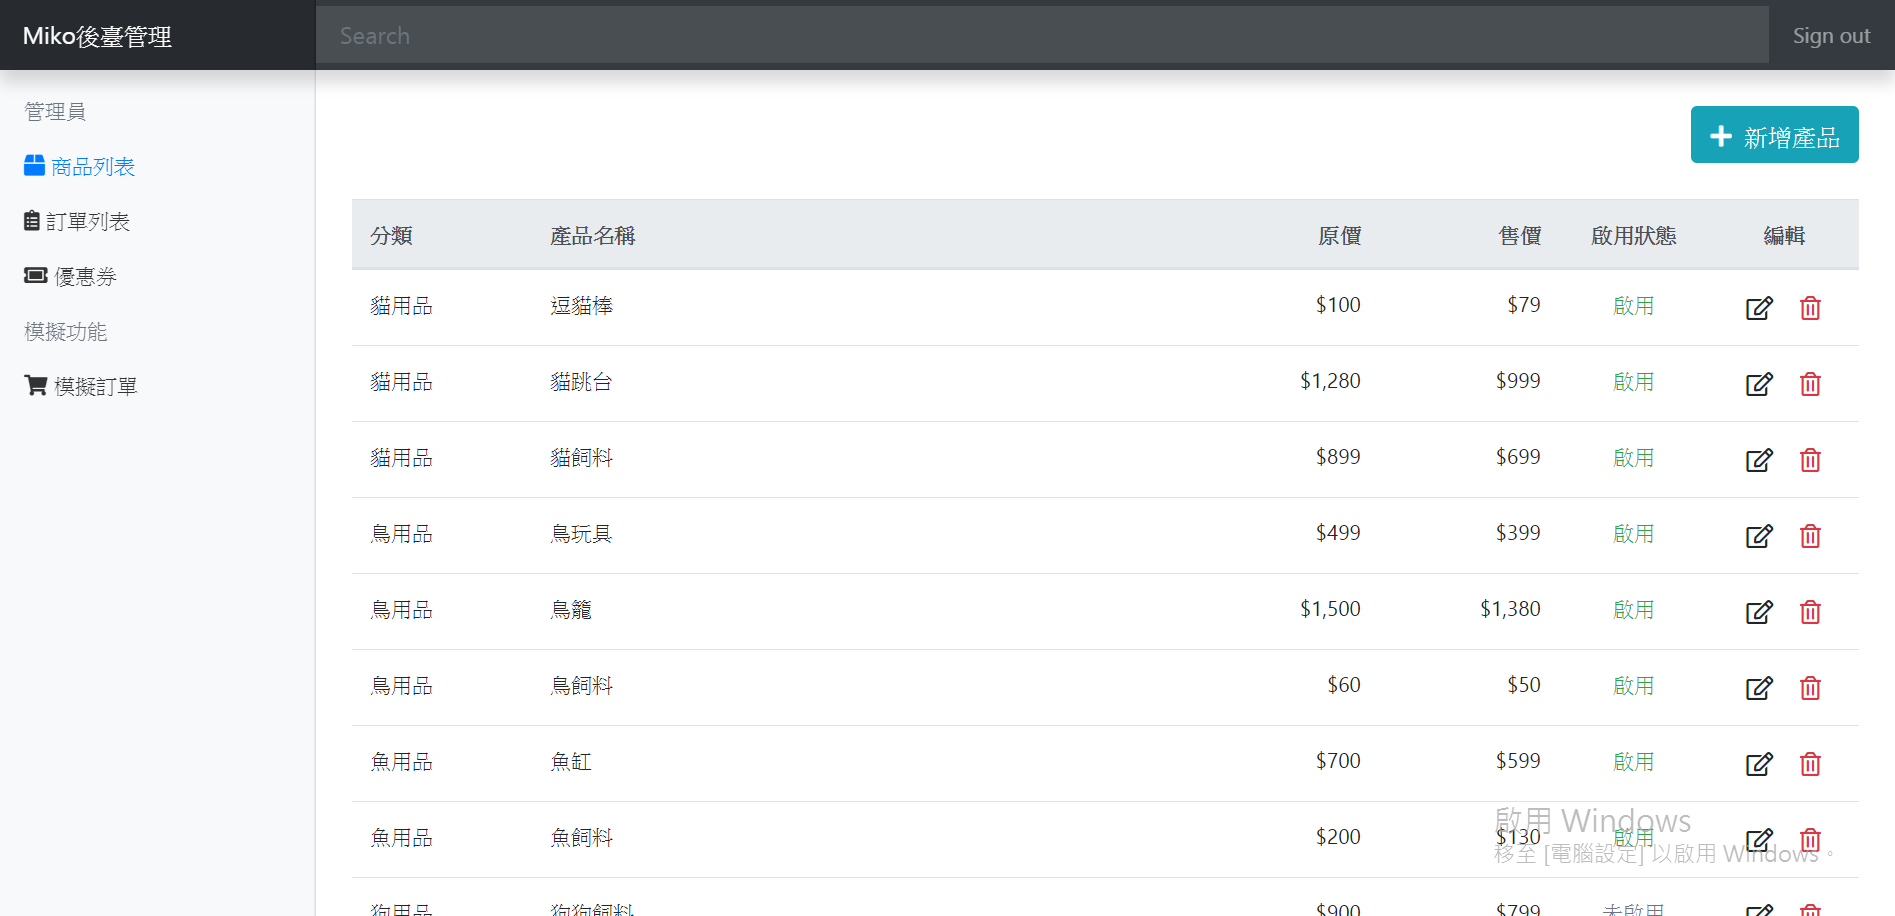 Miko後臺管理 Search Sign out
管理員
商品列表
訂單列表
優惠券
模擬功能
模擬訂單
新增產品
分類 產品名稱 原價 售價 啟用狀態 編輯
貓用品 逗貓棒 $100 $79 啟用
貓用品 貓跳台 $1,280 $999 啟用
貓用品 貓飼料 $899 $699 啟用
鳥用品 鳥玩具 $499 $399 啟用
鳥用品 鳥籠 $1,500 $1,380 啟用
鳥用品 鳥飼料 $60 $50 啟用
魚用品 魚缸 $700 $599 啟用
魚用品 魚飼料 $200 $130 啟用
狗用品 狗狗飼料 $900 $799 未啟用
啟用 Windows
移至 [電腦設定] 以啟用 Windows。